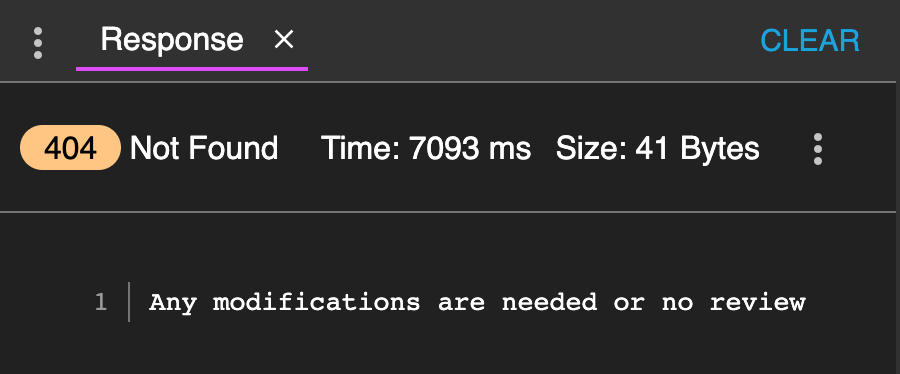 Response ×
CLEAR
404 Not Found Time: 7093 ms Size: 41 Bytes
1 Any modifications are needed or no review